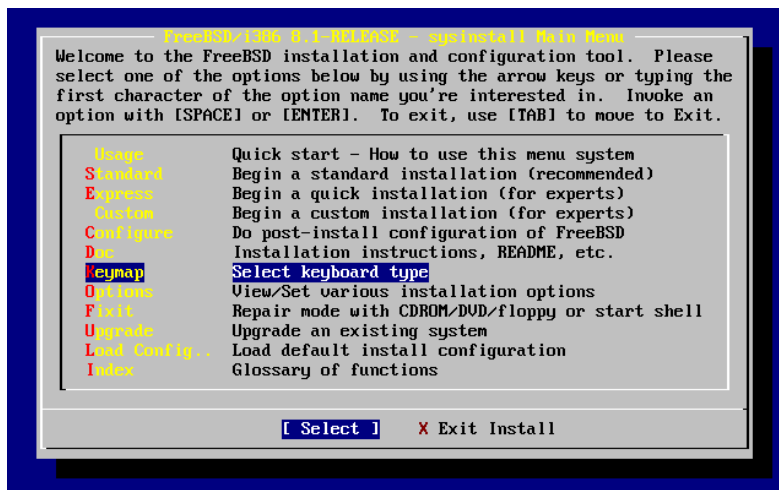 FreeBSD/i386 8.1-RELEASE - sysinstall Main Menu
Welcome to the FreeBSD installation and configuration tool.  Please
select one of the options below by using the arrow keys or typing the
first character of the option name you're interested in.  Invoke an
option with [SPACE] or [ENTER].  To exit, use [TAB] to move to Exit.
Usage Quick start - How to use this menu system
Standard Begin a standard installation (recommended)
Express Begin a quick installation (for experts)
Custom Begin a custom installation (for experts)
Configure Do post-install configuration of FreeBSD
Doc Installation instructions, README, etc.
Keymap Select keyboard type
Options View/Set various installation options
Fixit Repair mode with CDROM/DVD/floppy or start shell
Upgrade Upgrade an existing system
Load Config.. Load default install configuration
Index Glossary of functions
[ Select ] X Exit Install